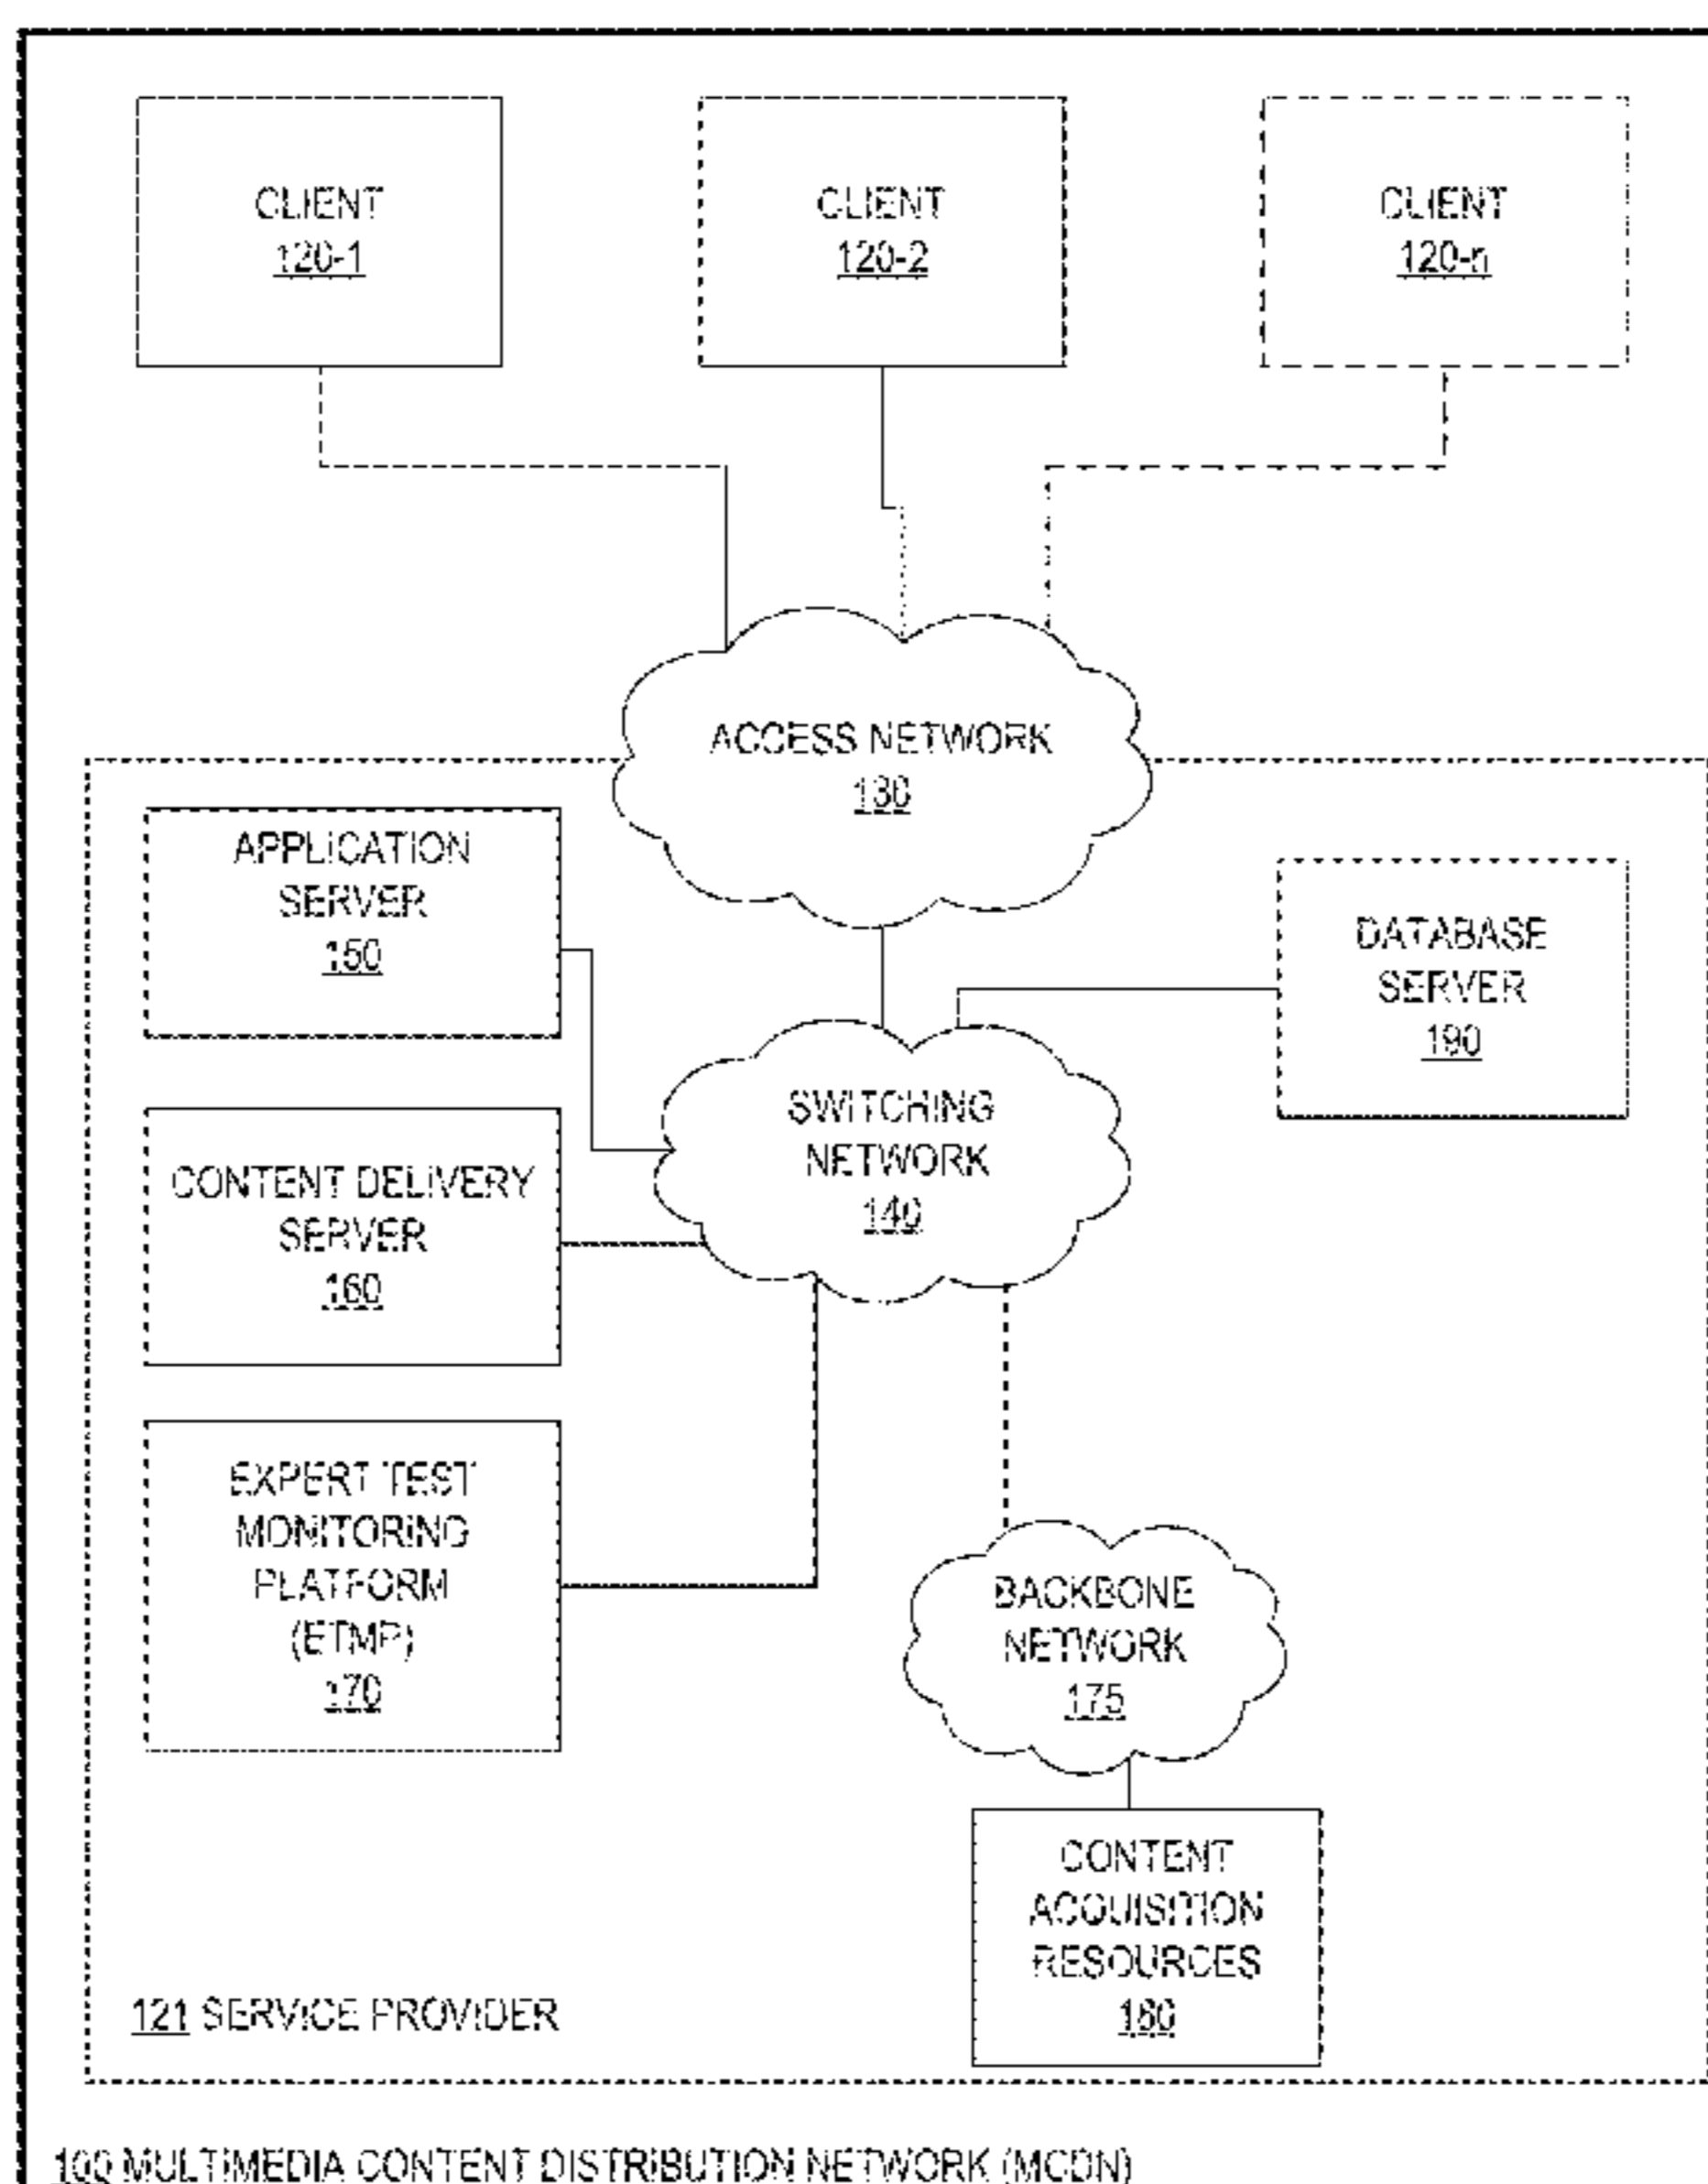 CLIENT
120-1
CLIENT
120-2
CLIENT
120-n
ACCESS NETWORK
130
APPLICATION
SERVER
150
DATABASE
SERVER
190
SWITCHING
NETWORK
140
CONTENT DELIVERY
SERVER
160
EXPERT TEST
MONITORING
PLATFORM
(ETMP)
170
BACKBONE
NETWORK
175
CONTENT
ACQUISITION
RESOURCES
121 SERVICE PROVIDER
100 MULTIMEDIA CONTENT DISTRIBUTION NETWORK (MCDN)